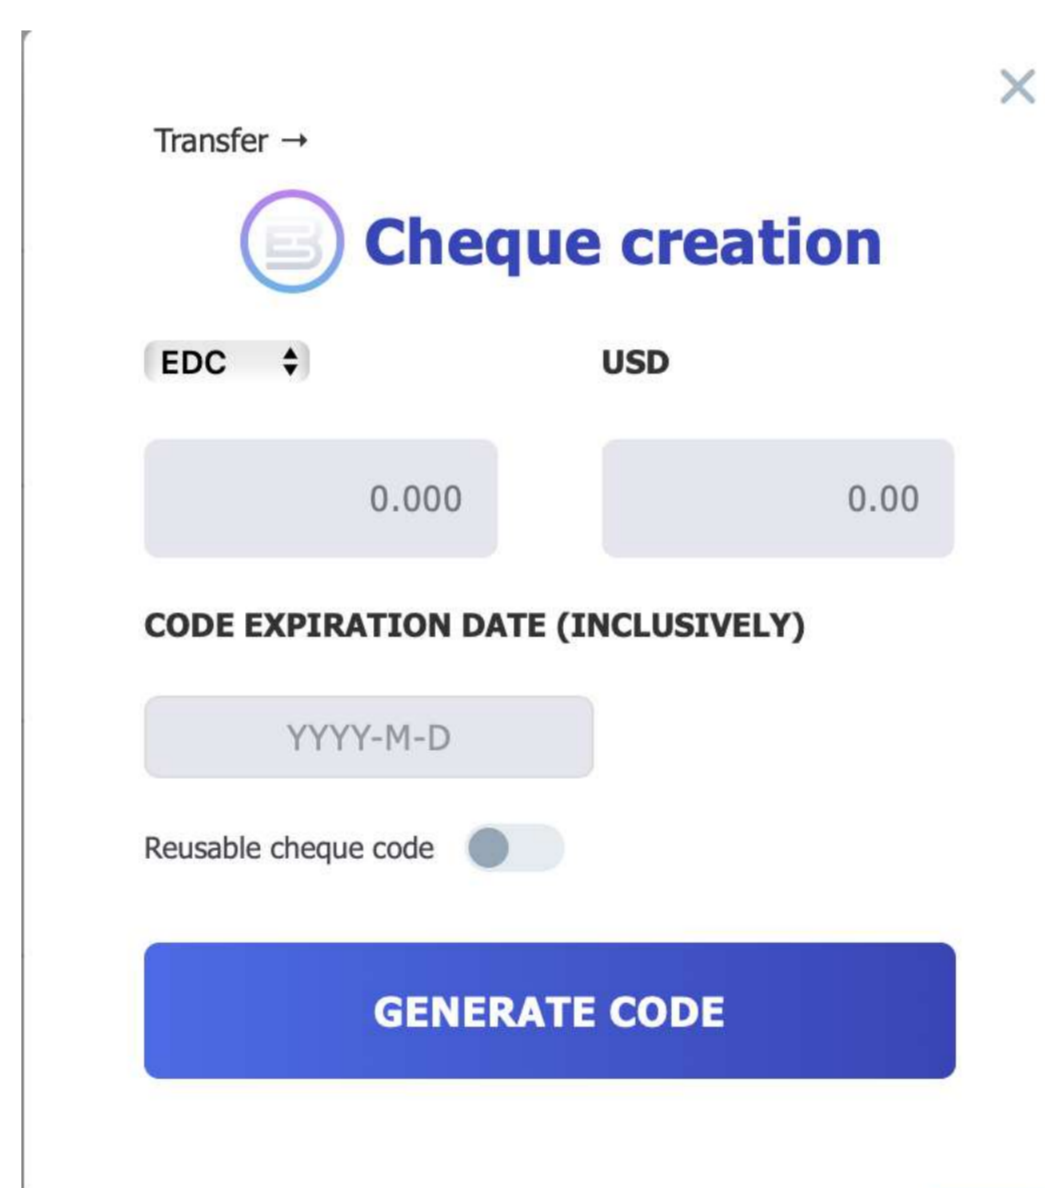 Transfer →
Cheque creation
EDC
USD
0.000
0.00
CODE EXPIRATION DATE (INCLUSIVELY)
YYYY-M-D
Reusable cheque code
GENERATE CODE